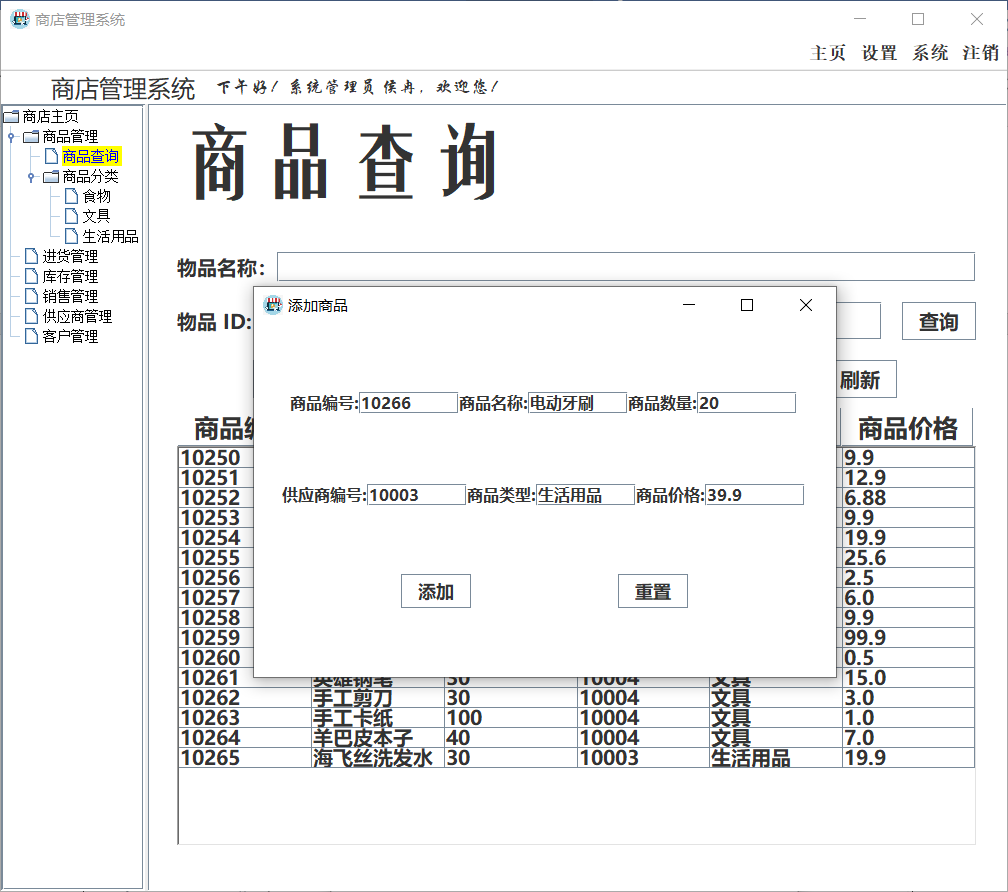 商店管理系统
主页 设置 系统 注销
商店管理系统 下午好！系统管理员侯冉，欢迎您！
商店主页
商品管理
商品查询
商品分类
食物
文具
生活用品
进货管理
库存管理
销售管理
供应商管理
客户管理
商品查询
物品名称:
物品 ID:
查询
刷新
添加商品
商品编号:10266 商品名称:电动牙刷 商品数量:20
供应商编号:10003 商品类型:生活用品 商品价格:39.9
添加 重置
商品编 商品价格
10250 9.9
10251 12.9
10252 6.88
10253 9.9
10254 19.9
10255 25.6
10256 2.5
10257 6.0
10258 9.9
10259 99.9
10260 0.5
10261 英雄钢笔 30 10004 文具 15.0
10262 手工剪刀 30 10004 文具 3.0
10263 手工卡纸 100 10004 文具 1.0
10264 羊巴皮本子 40 10004 文具 7.0
10265 海飞丝洗发水 30 10003 生活用品 19.9